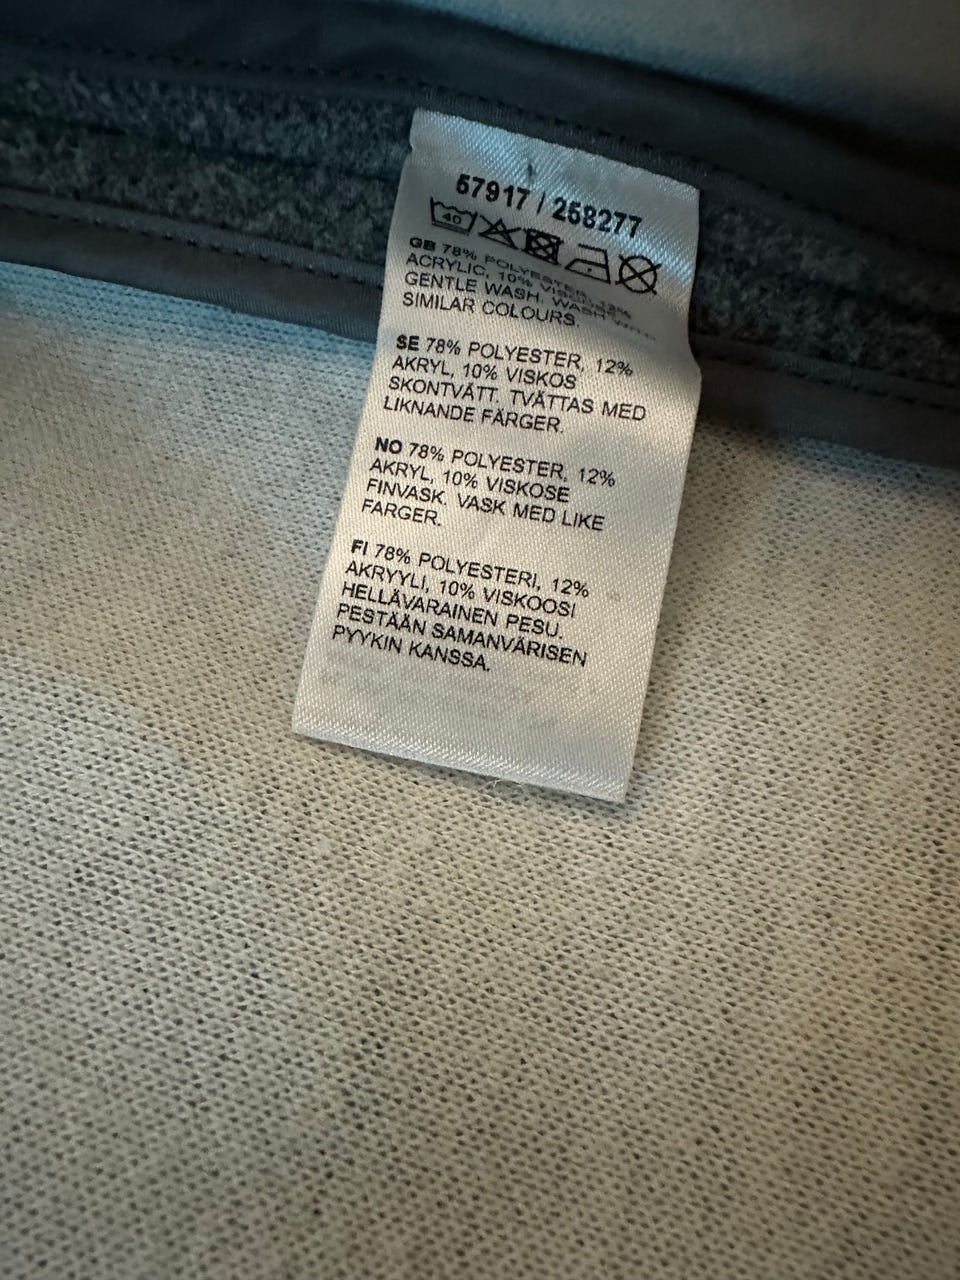 57917 / 258277
40
GB 78% POLYESTER, 12%
ACRYLIC, 10% VISCOSE
GENTLE WASH. WASH WITH
SIMILAR COLOURS.
SE 78% POLYESTER, 12%
AKRYL, 10% VISKOS
SKONTVÄTT. TVÄTTAS MED
LIKNANDE FÄRGER.
NO 78% POLYESTER, 12%
AKRYL, 10% VISKOSE
FINVASK. VASK MED LIKE
FARGER.
FI 78% POLYESTERI, 12%
AKRYYLI, 10% VISKOOSI
HELLÄVARAINEN PESU.
PESTÄÄN SAMANVÄRISEN
PYYKIN KANSSA.